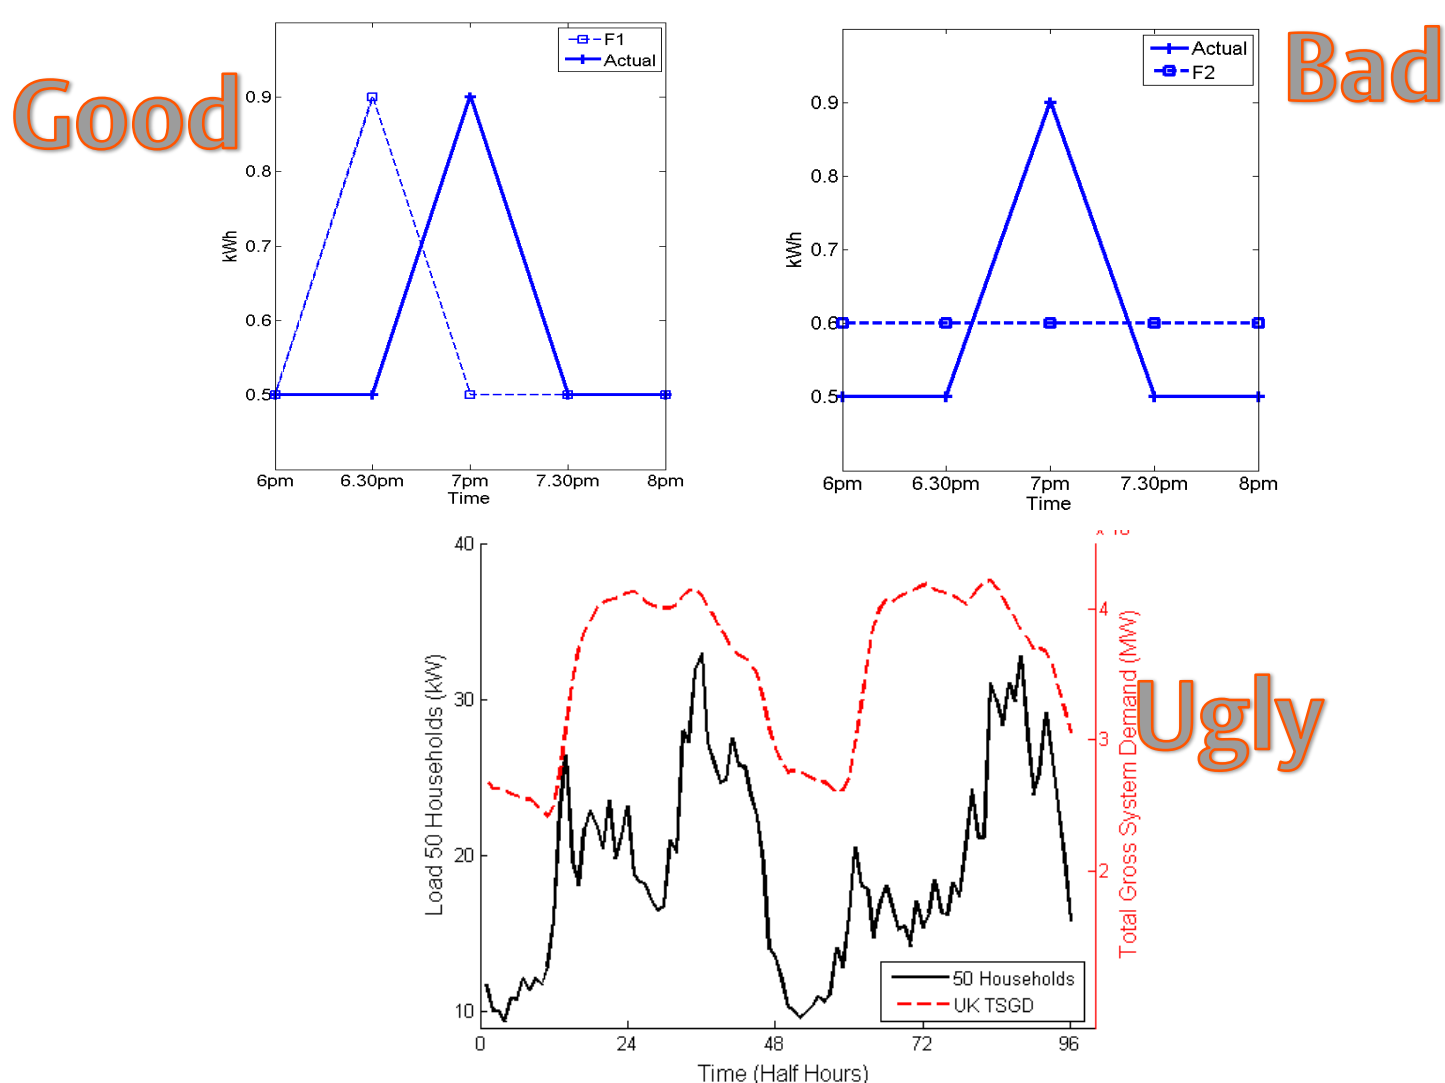 Good
F1
Actual
0.9
0.8
0.7
0.6
0.5
kWh
6pm 6.30pm 7pm 7.30pm 8pm
Time
Bad
Actual
F2
0.9
0.8
0.7
0.6
0.5
kWh
6pm 6.30pm 7pm 7.30pm 8pm
Time
Ugly
40
30
20
10
Load 50 Households (kW)
4
3
2
Total Gross System Demand (MW)
50 Households
UK TSGD
0 24 48 72 96
Time (Half Hours)